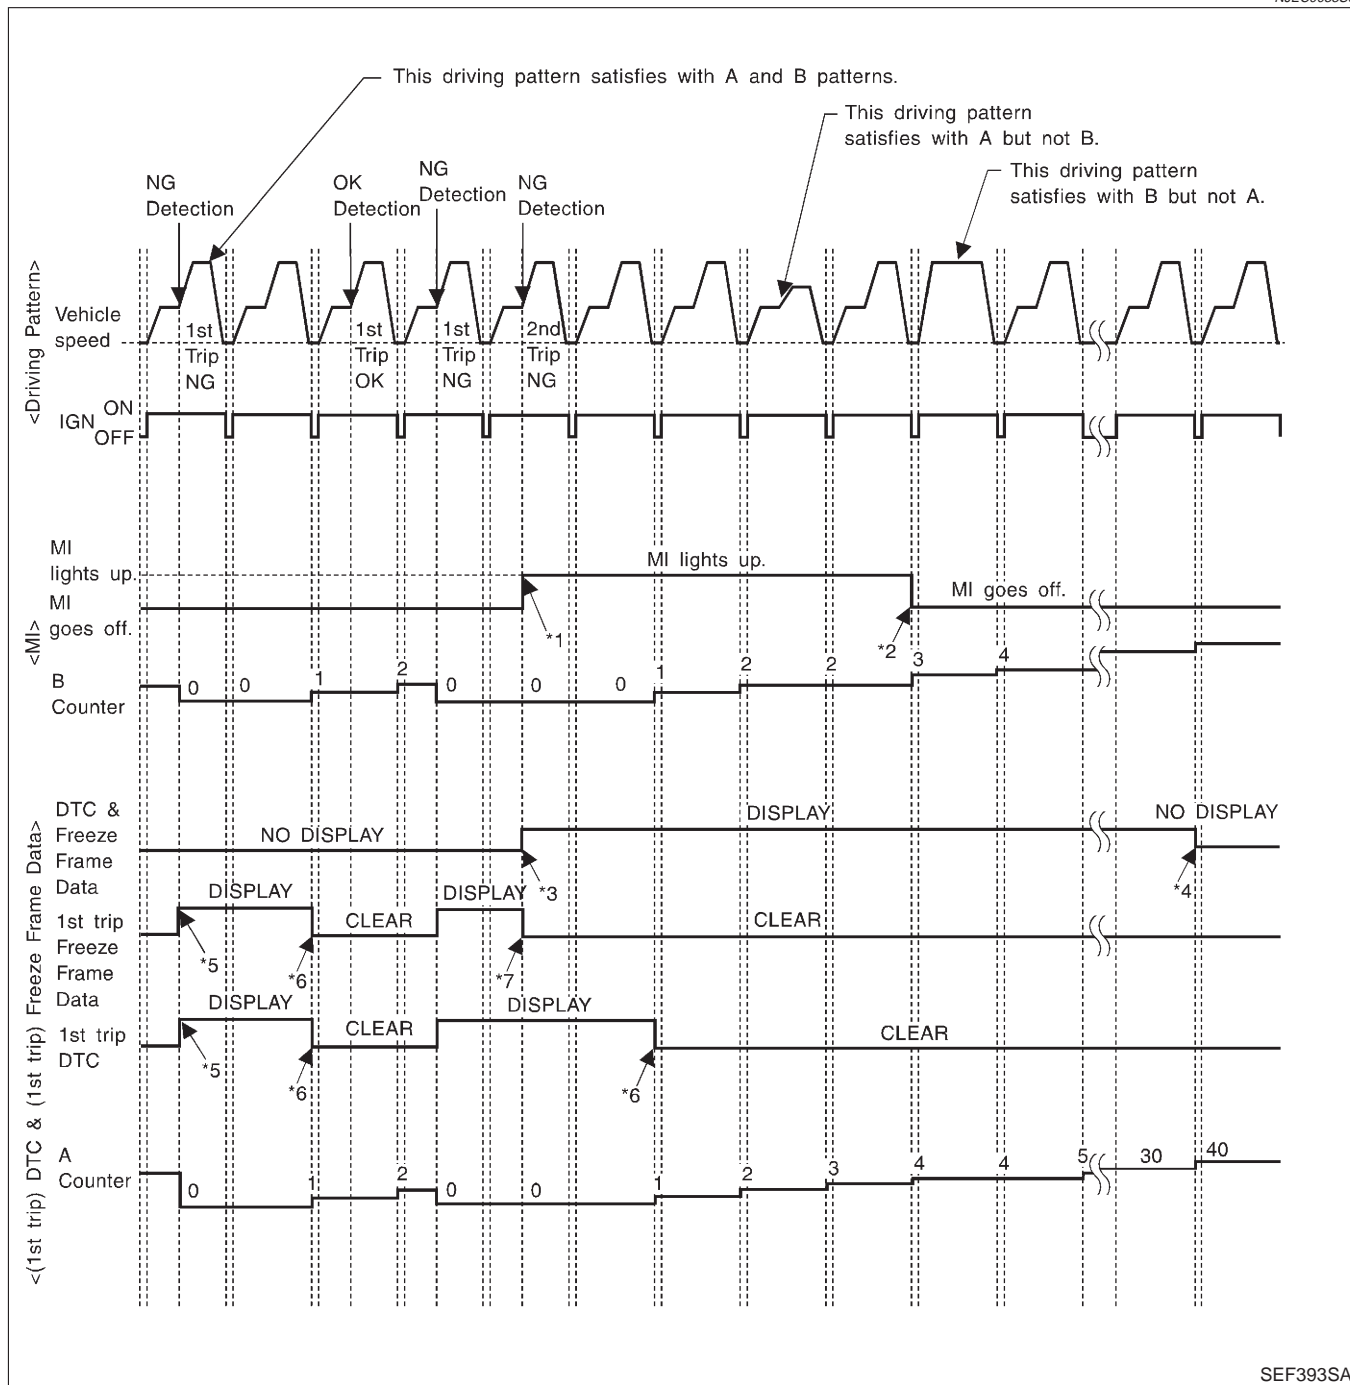 This driving pattern satisfies with A and B patterns.
This driving pattern
satisfies with A but not B.
This driving pattern
satisfies with B but not A.
NG
Detection
OK
Detection
NG
Detection
NG
Detection
<Driving Pattern>
Vehicle
speed
1st
Trip
NG
1st
Trip
OK
1st
Trip
NG
2nd
Trip
NG
IGN
ON
OFF
<MI>
MI
lights up.
MI
goes off.
MI lights up.
MI goes off.
*1
*2
B
Counter
0 0 1 2 0 0 0 1 2 2 3 4
<(1st trip) DTC & (1st trip) Freeze Frame Data>
DTC &
Freeze
Frame
Data
NO DISPLAY
DISPLAY
NO DISPLAY
*3
*4
1st trip
Freeze
Frame
Data
DISPLAY
CLEAR
DISPLAY
CLEAR
*5
*6
*7
1st trip
DTC
DISPLAY
CLEAR
DISPLAY
CLEAR
*5
*6
*6
A
Counter
0 1 2 0 0 1 2 3 4 4 5 30 40
SEF393SA